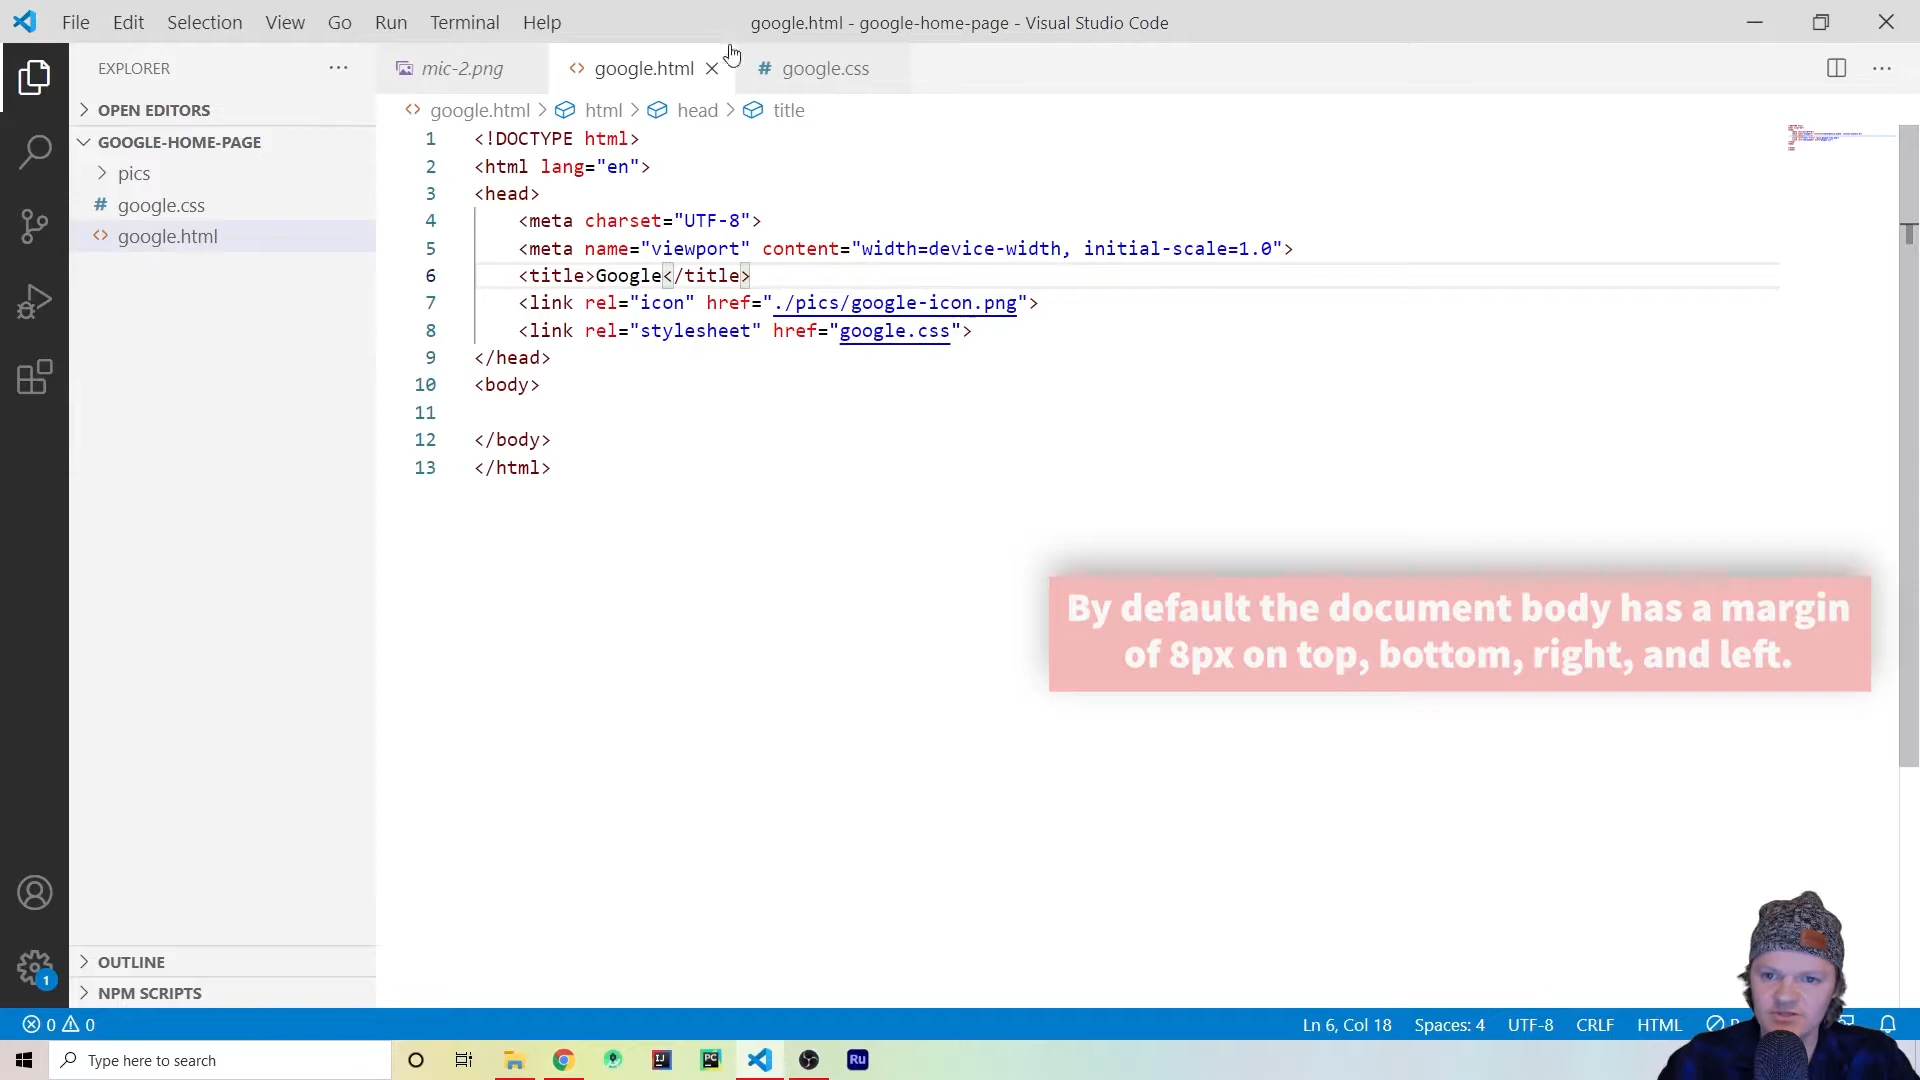 File Edit Selection View Go Run Terminal Help
google.html - google-home-page - Visual Studio Code
EXPLORER
mic-2.png
google.html
# google.css
OPEN EDITORS
google.html > html > head > title
GOOGLE-HOME-PAGE
pics
# google.css
google.html
1 <!DOCTYPE html>
2 <html lang="en">
3 <head>
4 <meta charset="UTF-8">
5 <meta name="viewport" content="width=device-width, initial-scale=1.0">
6 <title>Google</title>
7 <link rel="icon" href="./pics/google-icon.png">
8 <link rel="stylesheet" href="google.css">
9 </head>
10 <body>
11
12 </body>
13 </html>
By default the document body has a margin
of 8px on top, bottom, right, and left.
1
OUTLINE
NPM SCRIPTS
0 0
Ln 6, Col 18 Spaces: 4 UTF-8 CRLF HTML
Type here to search
IJ
PC
Ru